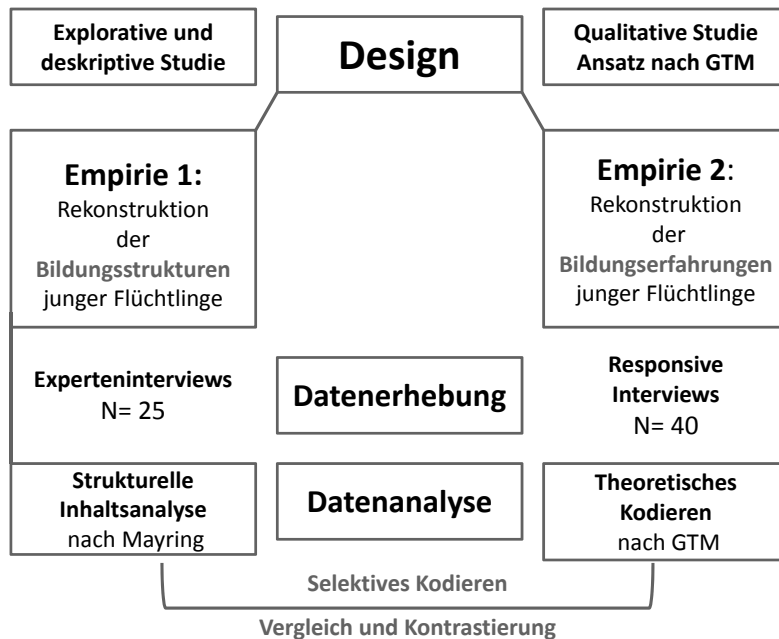 Explorative und
deskriptive Studie
Design
Qualitative Studie
Ansatz nach GTM
Empirie 1:
Rekonstruktion
der
Bildungsstrukturen
junger Flüchtlinge
Empirie 2:
Rekonstruktion
der
Bildungserfahrungen
junger Flüchtlinge
Experteninterviews
N= 25
Datenerhebung
Responsive
Interviews
N= 40
Strukturelle
Inhaltsanalyse
nach Mayring
Datenanalyse
Theoretisches
Kodieren
nach GTM
Selektives Kodieren
Vergleich und Kontrastierung